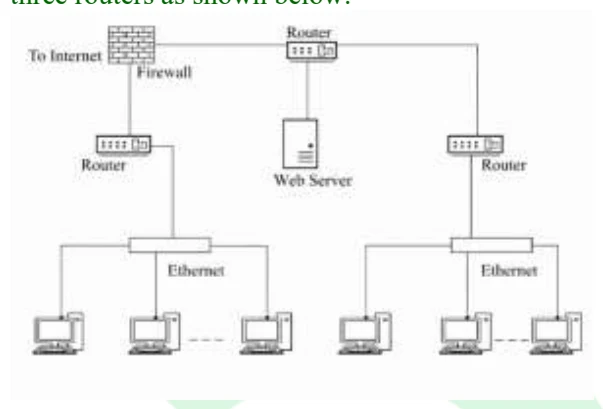 three routers as shown below:
Router
To Internet
Firewall
Router
Web Server
Router
Ethernet
Ethernet